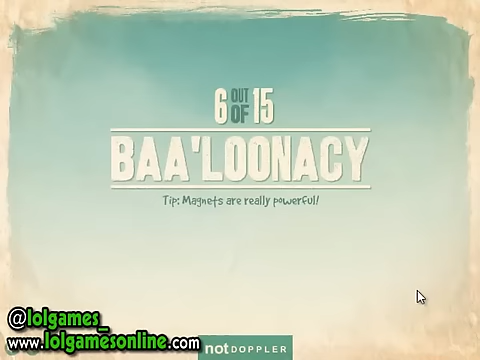 6 OUT OF 15
BAA'LOONACY
Tip: Magnets are really powerful!
@lolgames_
www.lolgamesonline.com
notDOPPLER